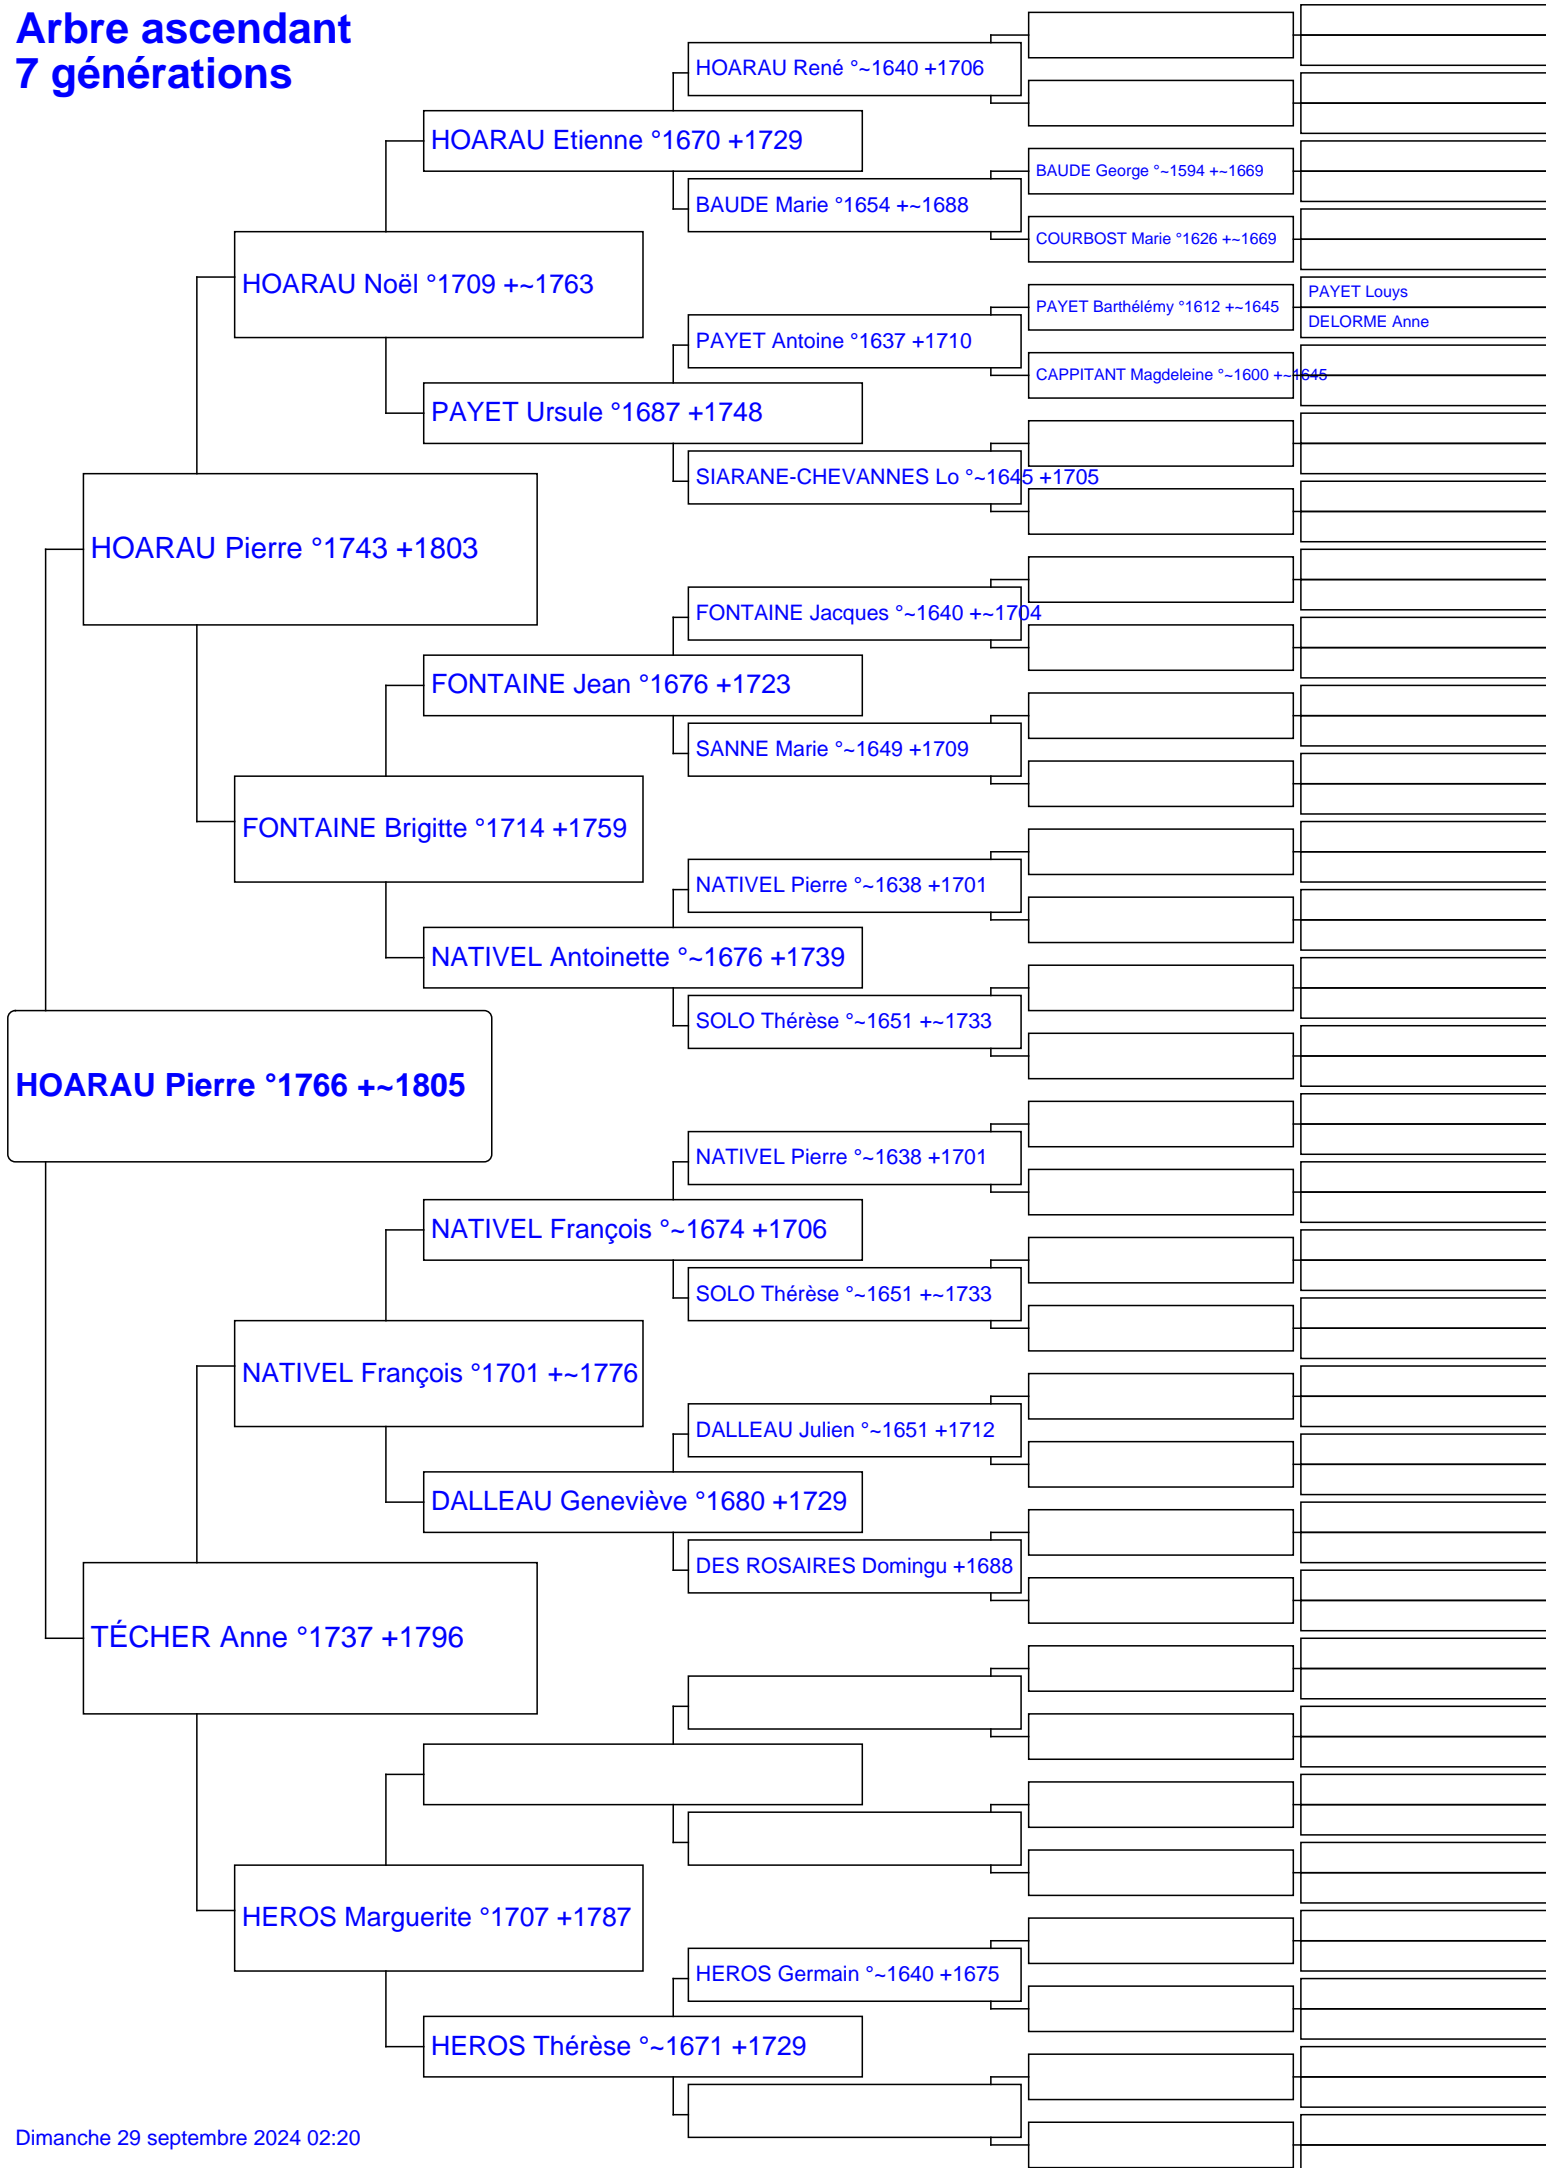 Arbre ascendant
7 générations
HOARAU René °~1640 +1706
HOARAU Etienne °1670 +1729
BAUDE George °~1594 +~1669
BAUDE Marie °1654 +~1688
COURBOST Marie °1626 +~1669
HOARAU Noël °1709 +~1763
PAYET Louys
PAYET Barthélémy °1612 +~1645
DELORME Anne
PAYET Antoine °1637 +1710
CAPPITANT Magdeleine °~1600 +~1645
PAYET Ursule °1687 +1748
SIARANE-CHEVANNES Lo °~1645 +1705
HOARAU Pierre °1743 +1803
FONTAINE Jacques °~1640 +~1704
FONTAINE Jean °1676 +1723
SANNE Marie °~1649 +1709
FONTAINE Brigitte °1714 +1759
NATIVEL Pierre °~1638 +1701
NATIVEL Antoinette °~1676 +1739
SOLO Thérèse °~1651 +~1733
HOARAU Pierre °1766 +~1805
NATIVEL Pierre °~1638 +1701
NATIVEL François °~1674 +1706
SOLO Thérèse °~1651 +~1733
NATIVEL François °1701 +~1776
DALLEAU Julien °~1651 +1712
DALLEAU Geneviève °1680 +1729
DES ROSAIRES Domingu +1688
TÉCHER Anne °1737 +1796
HEROS Marguerite °1707 +1787
HEROS Germain °~1640 +1675
HEROS Thérèse °~1671 +1729
Dimanche 29 septembre 2024 02:20